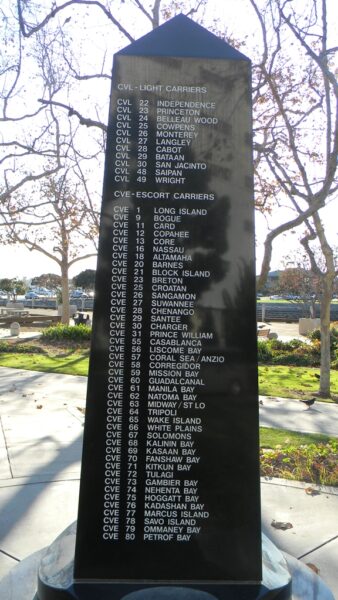 CVL - LIGHT CARRIERS
CVL 22 INDEPENDENCE
CVL 23 PRINCETON
CVL 24 BELLEAU WOOD
CVL 25 COWPENS
CVL 26 MONTEREY
CVL 27 LANGLEY
CVL 28 CABOT
CVL 29 BATAAN
CVL 30 SAN JACINTO
CVL 48 SAIPAN
CVL 49 WRIGHT
CVE - ESCORT CARRIERS
CVE 1 LONG ISLAND
CVE 9 BOGUE
CVE 11 CARD
CVE 12 COPAHEE
CVE 13 CORE
CVE 16 NASSAU
CVE 18 ALTAMAHA
CVE 20 BARNES
CVE 21 BLOCK ISLAND
CVE 23 BRETON
CVE 25 CROATAN
CVE 26 SANGAMON
CVE 27 SUWANNEE
CVE 28 CHENANGO
CVE 29 SANTEE
CVE 30 CHARGER
CVE 31 PRINCE WILLIAM
CVE 55 CASABLANCA
CVE 56 LISCOME BAY
CVE 57 CORAL SEA / ANZIO
CVE 58 CORREGIDOR
CVE 59 MISSION BAY
CVE 60 GUADALCANAL
CVE 61 MANILA BAY
CVE 62 NATOMA BAY
CVE 63 MIDWAY / ST LO
CVE 64 TRIPOLI
CVE 65 WAKE ISLAND
CVE 66 WHITE PLAINS
CVE 67 SOLOMONS
CVE 68 KALININ BAY
CVE 69 KASAAN BAY
CVE 70 FANSHAW BAY
CVE 71 KITKUN BAY
CVE 72 TULAGI
CVE 73 GAMBIER BAY
CVE 74 NEHENTA BAY
CVE 75 HOGGATT BAY
CVE 76 KADASHAN BAY
CVE 77 MARCUS ISLAND
CVE 78 SAVO ISLAND
CVE 79 OMMANEY BAY
CVE 80 PETROF BAY